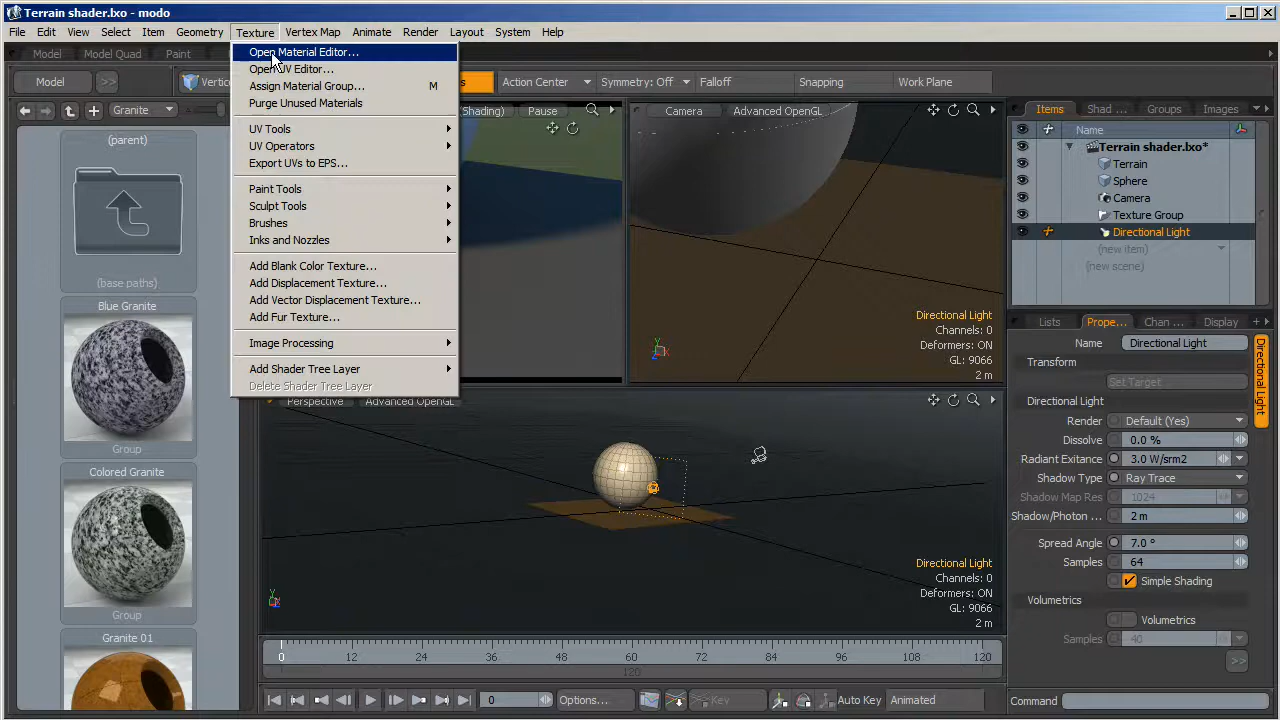 Terrain shader.lxo* - modo
File Edit View Select Item Geometry Texture Vertex Map Animate Render Layout System Help
Model Model Quad Paint
Model >> Action Center Symmetry: Off Falloff Snapping Work Plane
Granite
(parent)
(base paths)
Blue Granite
Group
Colored Granite
Group
Granite 01
Open Material Editor...
Open UV Editor...
Assign Material Group... M
Purge Unused Materials
UV Tools
UV Operators
Export UVs to EPS...
Paint Tools
Sculpt Tools
Brushes
Inks and Nozzles
Add Blank Color Texture...
Add Displacement Texture...
Add Vector Displacement Texture...
Add Fur Texture...
Image Processing
Add Shader Tree Layer
Delete Shader Tree Layer
Shading) Pause
Camera Advanced OpenGL
Directional Light
Channels: 0
Deformers: ON
GL: 9066
2 m
Perspective Advanced OpenGL
Directional Light
Channels: 0
Deformers: ON
GL: 9066
2 m
0 12 24 36 48 60 72 84 96 108 120
120
0 Options... Key Auto Key Animated
Items Shad ... Groups Images
Name
Terrain shader.lxo*
Terrain
Sphere
Camera
Texture Group
Directional Light
(new item)
(new scene)
Lists Prope... Chan ... Display
Name Directional Light
Transform
Set Target
Directional Light
Render Default (Yes)
Dissolve 0.0 %
Radiant Exitance 3.0 W/srm2
Shadow Type Ray Trace
Shadow Map Res 1024
Shadow/Photon ... 2 m
Spread Angle 7.0 °
Samples 64
Simple Shading
Volumetrics
Volumetrics
Samples 40
>>
Directional Light
Command